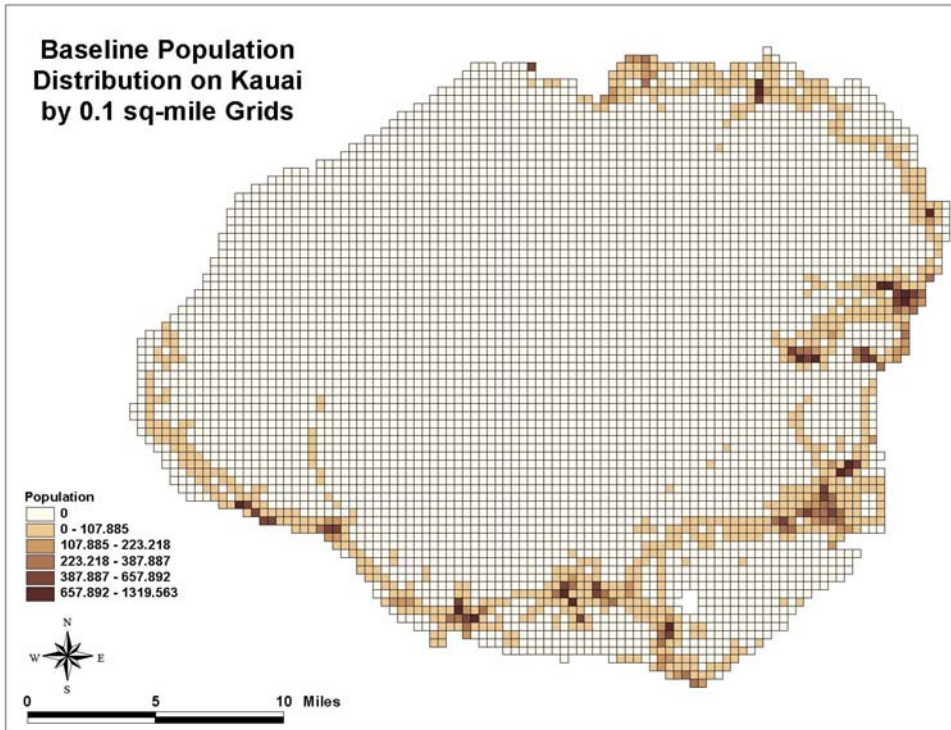 Baseline Population
Distribution on Kauai
by 0.1 sq-mile Grids
Population
0
0 - 107.885
107.885 - 223.218
223.218 - 387.887
387.887 - 657.892
657.892 - 1319.563
N
W E
S
0 5 10 Miles